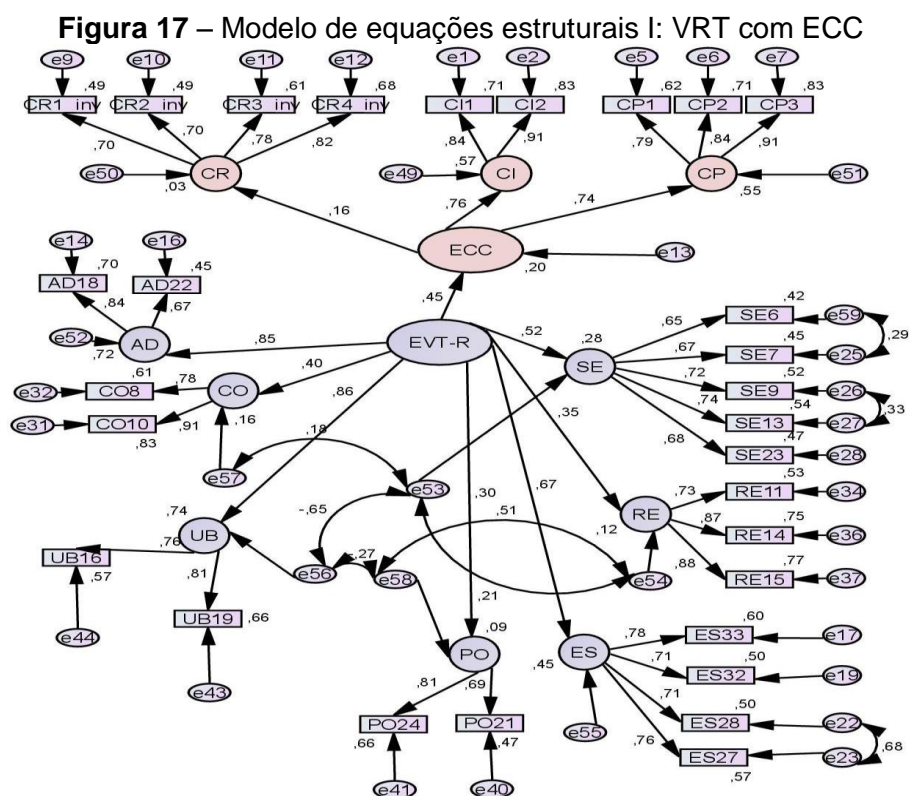 Figura 17 – Modelo de equações estruturais I: VRT com ECC
e9 e10 e11 e12 e1 e2 e5 e6 e7
,49 ,49 ,61 ,68 ,71 ,83 ,62 ,71 ,83
CR1_inv CR2_inv CR3_inv CR4_inv CI1 CI2 CP1 CP2 CP3
,70 ,70 ,78 ,82 ,84 ,91 ,79 ,84 ,91
e50 CR e49 ,57 CI CP e51
,03 ,55
,16 ,76 ,74
ECC e13
,20
e14 e16
,70 ,45
AD18 AD22
,84 ,67
,45
e52 AD ,85 EVT-R ,52 ,28 SE
,72
,42
,65 SE6 e59
,29
,45
,67 SE7 e25
,72 ,52
SE9 e26
,74 ,54 ,33
SE13 e27
,68 ,47
SE23 e28
,61 ,40
e32 CO8 ,78 CO
e31 CO10 ,91 ,16
,83
,86 ,35
e57 ,18 e53
,53
,73 RE11 e34
,87 ,75
RE RE14 e36
,12 ,88 ,77
RE15 e37
e54
,30 ,67 ,51
-,65
,74 UB
,76
UB16
,57
e44
,81
UB19 ,66
e43
e56 -,27 e58
,21
,09
PO
,81 ,69
PO24 PO21
,66 ,47
e41 e40
,45 ES
e55
,60
,78 ES33 e17
,71 ,50
ES32 e19
,71 ,50
ES28 e22
,76 ,68
ES27 e23
,57